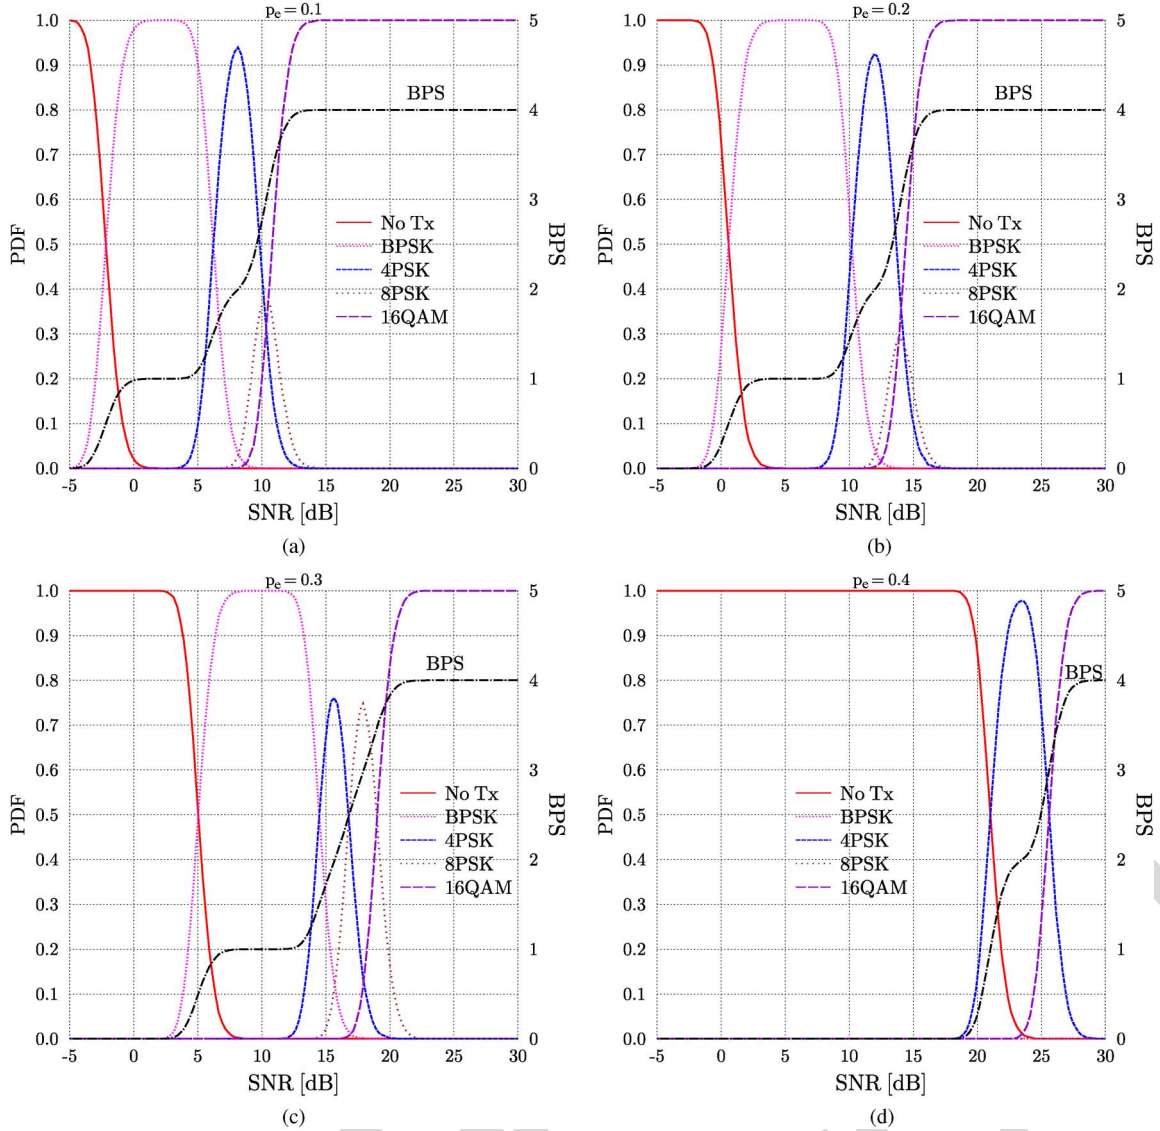 p_e = 0.1
1.0 5
0.9
0.8 BPS 4
0.7
0.6 3
No Tx
0.5 BPSK
0.4 4PSK 2
8PSK
0.3 16QAM
0.2 1
0.1
0.0 0
PDF
BPS
-5 0 5 10 15 20 25 30
SNR [dB]
(a)
p_e = 0.2
1.0 5
0.9
0.8 BPS 4
0.7
0.6 3
No Tx
0.5 BPSK
0.4 4PSK 2
8PSK
0.3 16QAM
0.2 1
0.1
0.0 0
PDF
BPS
-5 0 5 10 15 20 25 30
SNR [dB]
(b)
p_e = 0.3
1.0 5
0.9
0.8 BPS 4
0.7
0.6 3
No Tx
0.5 BPSK
0.4 4PSK 2
8PSK
0.3 16QAM
0.2 1
0.1
0.0 0
PDF
BPS
-5 0 5 10 15 20 25 30
SNR [dB]
(c)
p_e = 0.4
1.0 5
0.9
0.8 BPS 4
0.7
0.6 3
No Tx
0.5 BPSK
0.4 4PSK 2
8PSK
0.3 16QAM
0.2 1
0.1
0.0 0
PDF
BPS
-5 0 5 10 15 20 25 30
SNR [dB]
(d)